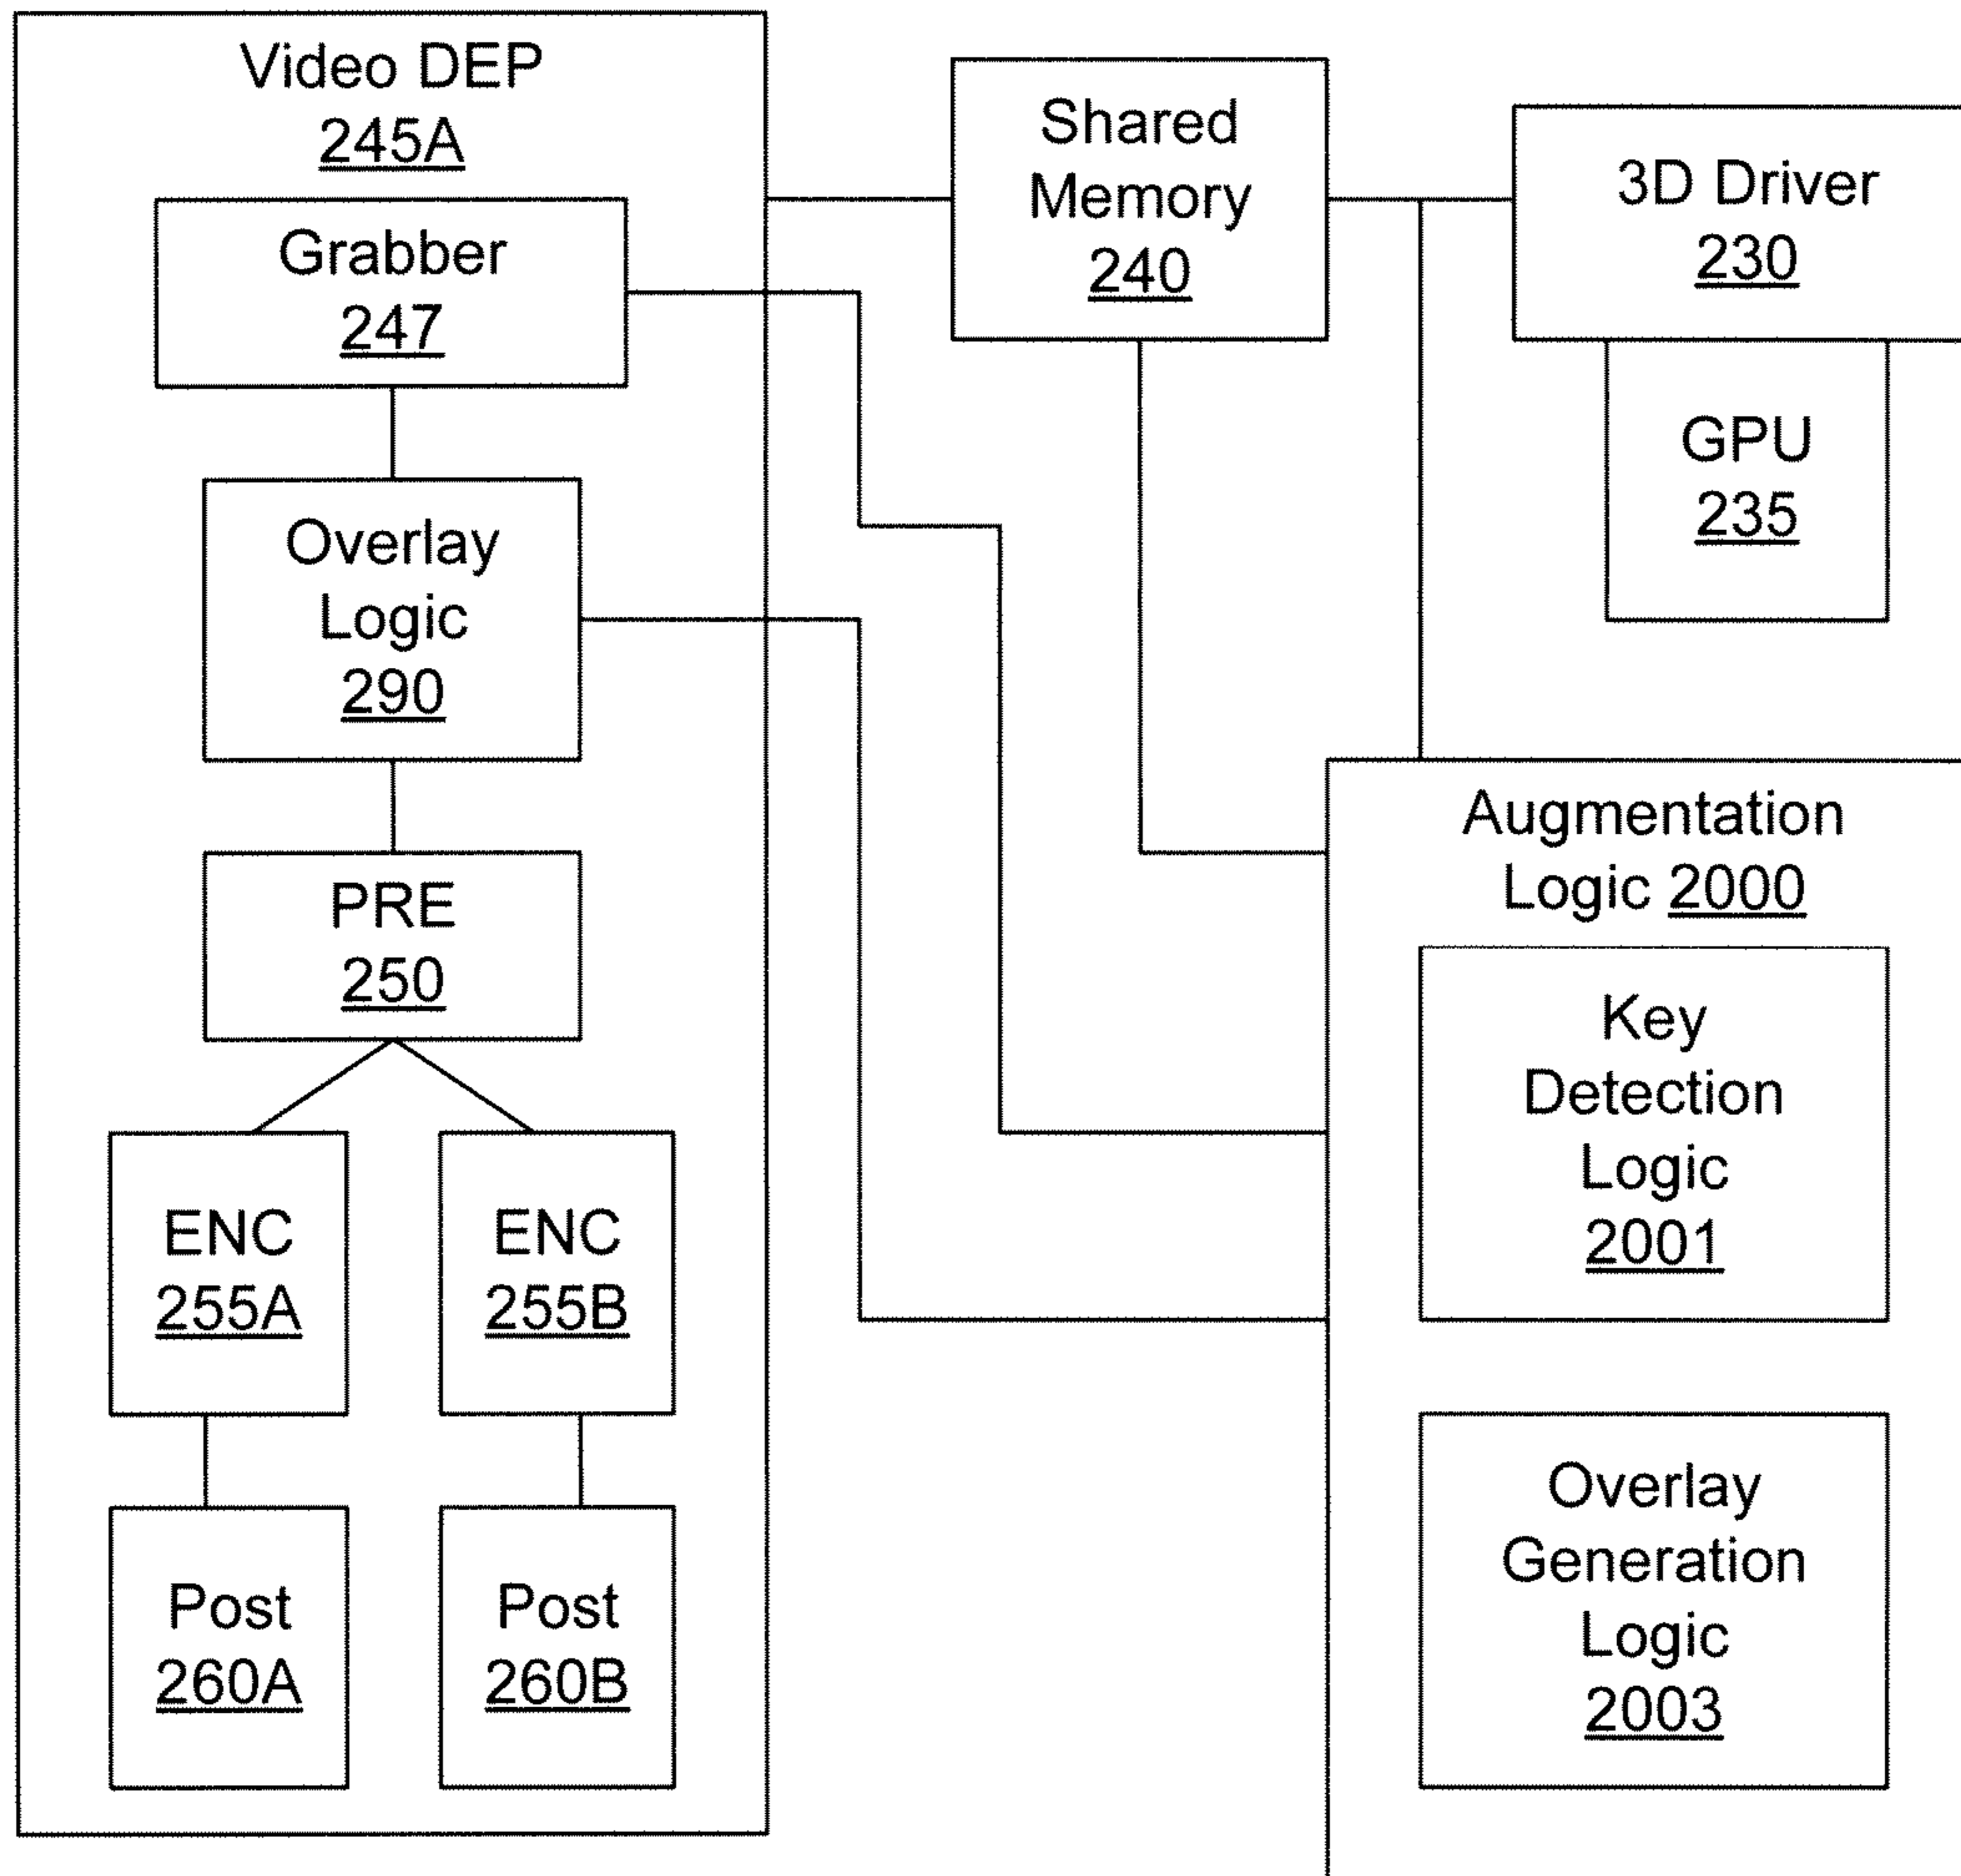 Video DEP
245A
Grabber
247
Overlay
Logic
290
PRE
250
ENC
255A
ENC
255B
Post
260A
Post
260B
Shared
Memory
240
3D Driver
230
GPU
235
Augmentation
Logic 2000
Key
Detection
Logic
2001
Overlay
Generation
Logic
2003